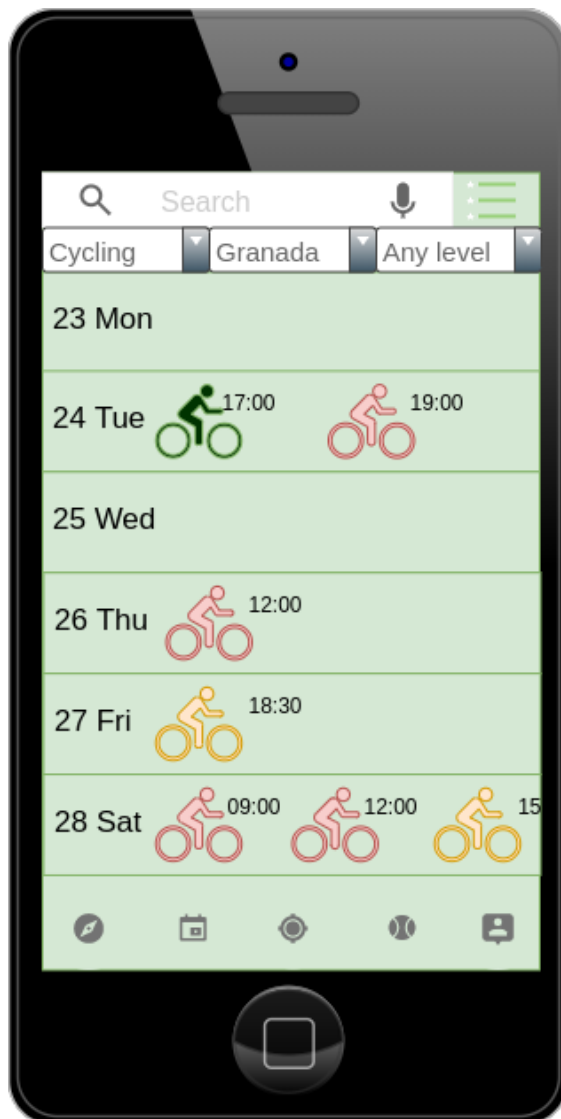 Search
Cycling Granada Any level
23 Mon
24 Tue 17:00 19:00
25 Wed
26 Thu 12:00
27 Fri 18:30
28 Sat 09:00 12:00 15